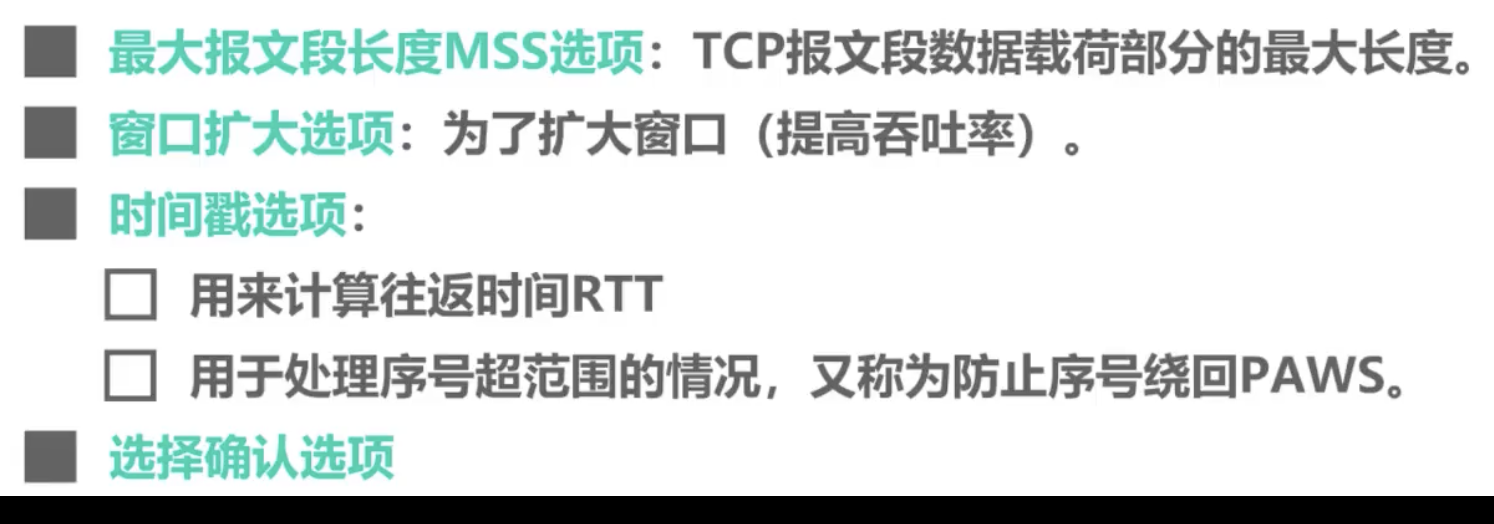 最大报文段长度MSS选项：TCP报文段数据载荷部分的最大长度。
窗口扩大选项：为了扩大窗口（提高吞吐率）。
时间戳选项：
用来计算往返时间RTT
用于处理序号超范围的情况，又称为防止序号绕回PAWS。
选择确认选项